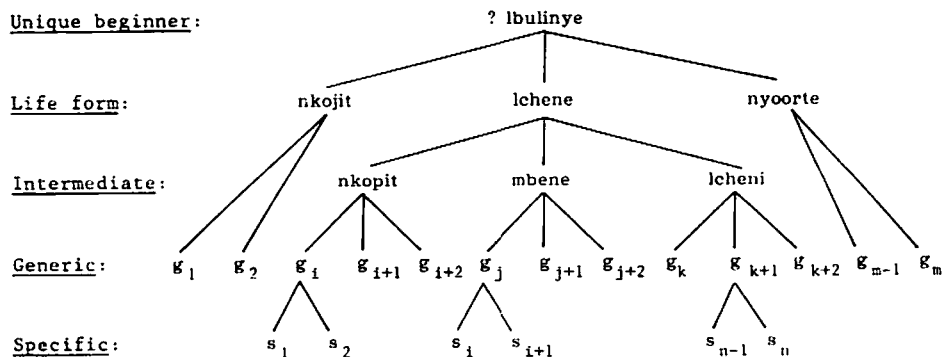 Unique beginner: ? lbulinye
Life form: nkojit lchene nyoorte
Intermediate: nkopit mbene lcheni
Generic: g1 g2 gi gi+1 gi+2 gj gj+1 gj+2 gk gk+1 gk+2 gm-1 gm
Specific: s1 s2 si si+1 sn-1 sn